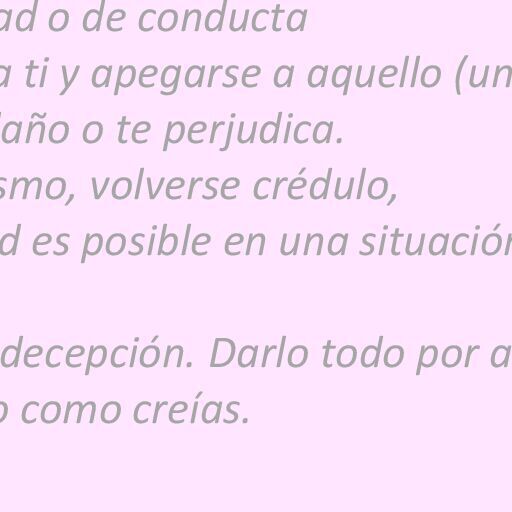 ad o de conducta
a ti y apegarse a aquello (un
daño o te perjudica.
smo, volverse crédulo,
d es posible en una situación
decepción. Darlo todo por a
o como creías.